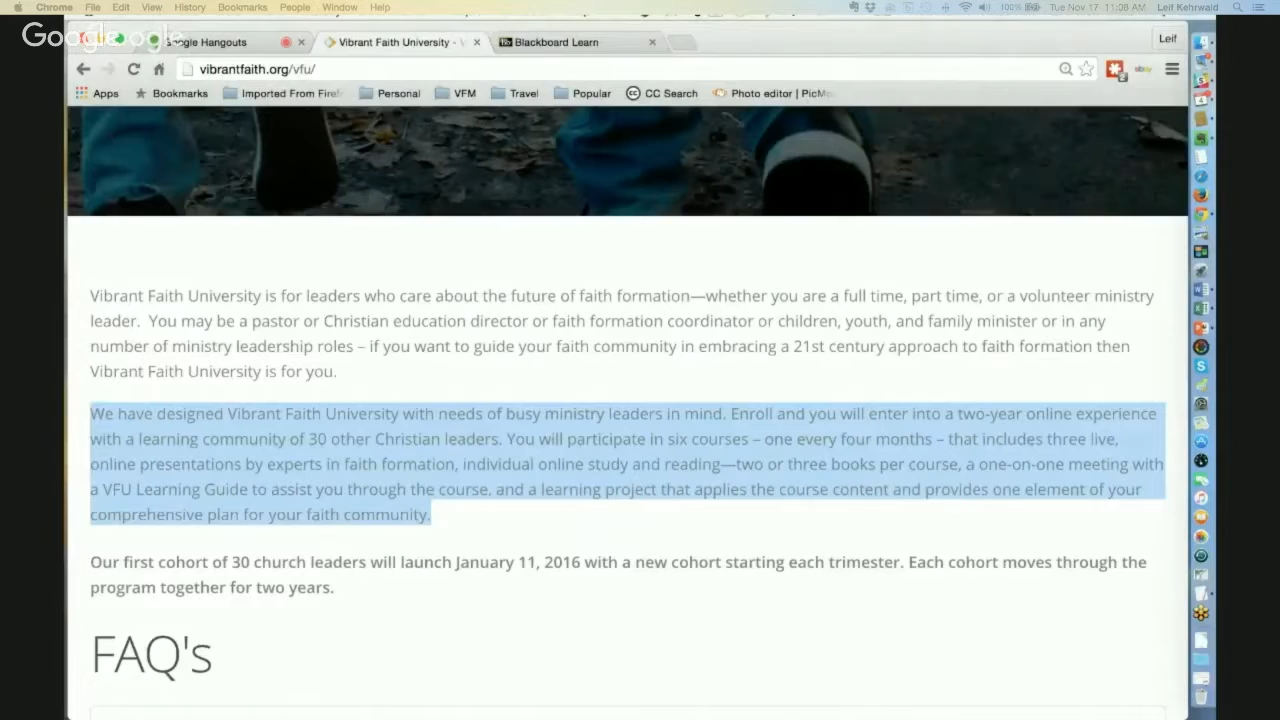 Chrome File Edit View History Bookmarks People Window Help 100% Tue Nov 17 11:08 AM Leif Kehrwald
Google Hangouts Vibrant Faith University - Blackboard Learn Leif
vibrantfaith.org/vfu/
Apps Bookmarks Imported From Personal VFM Travel Popular CC Search Photo editor |
Vibrant Faith University is for leaders who care about the future of faith formation—whether you are a full time, part time, or a volunteer ministry
leader. You may be a pastor or Christian education director or faith formation coordinator or children, youth, and family minister or in any
number of ministry leadership roles – if you want to guide your faith community in embracing a 21st century approach to faith formation then
Vibrant Faith University is for you.
We have designed Vibrant Faith University with needs of busy ministry leaders in mind. Enroll and you will enter into a two-year online experience
with a learning community of 30 other Christian leaders. You will participate in six courses – one every four months – that includes three live,
online presentations by experts in faith formation, individual online study and reading—two or three books per course, a one-on-one meeting with
a VFU Learning Guide to assist you through the course, and a learning project that applies the course content and provides one element of your
comprehensive plan for your faith community.
Our first cohort of 30 church leaders will launch January 11, 2016 with a new cohort starting each trimester. Each cohort moves through the
program together for two years.
FAQ's